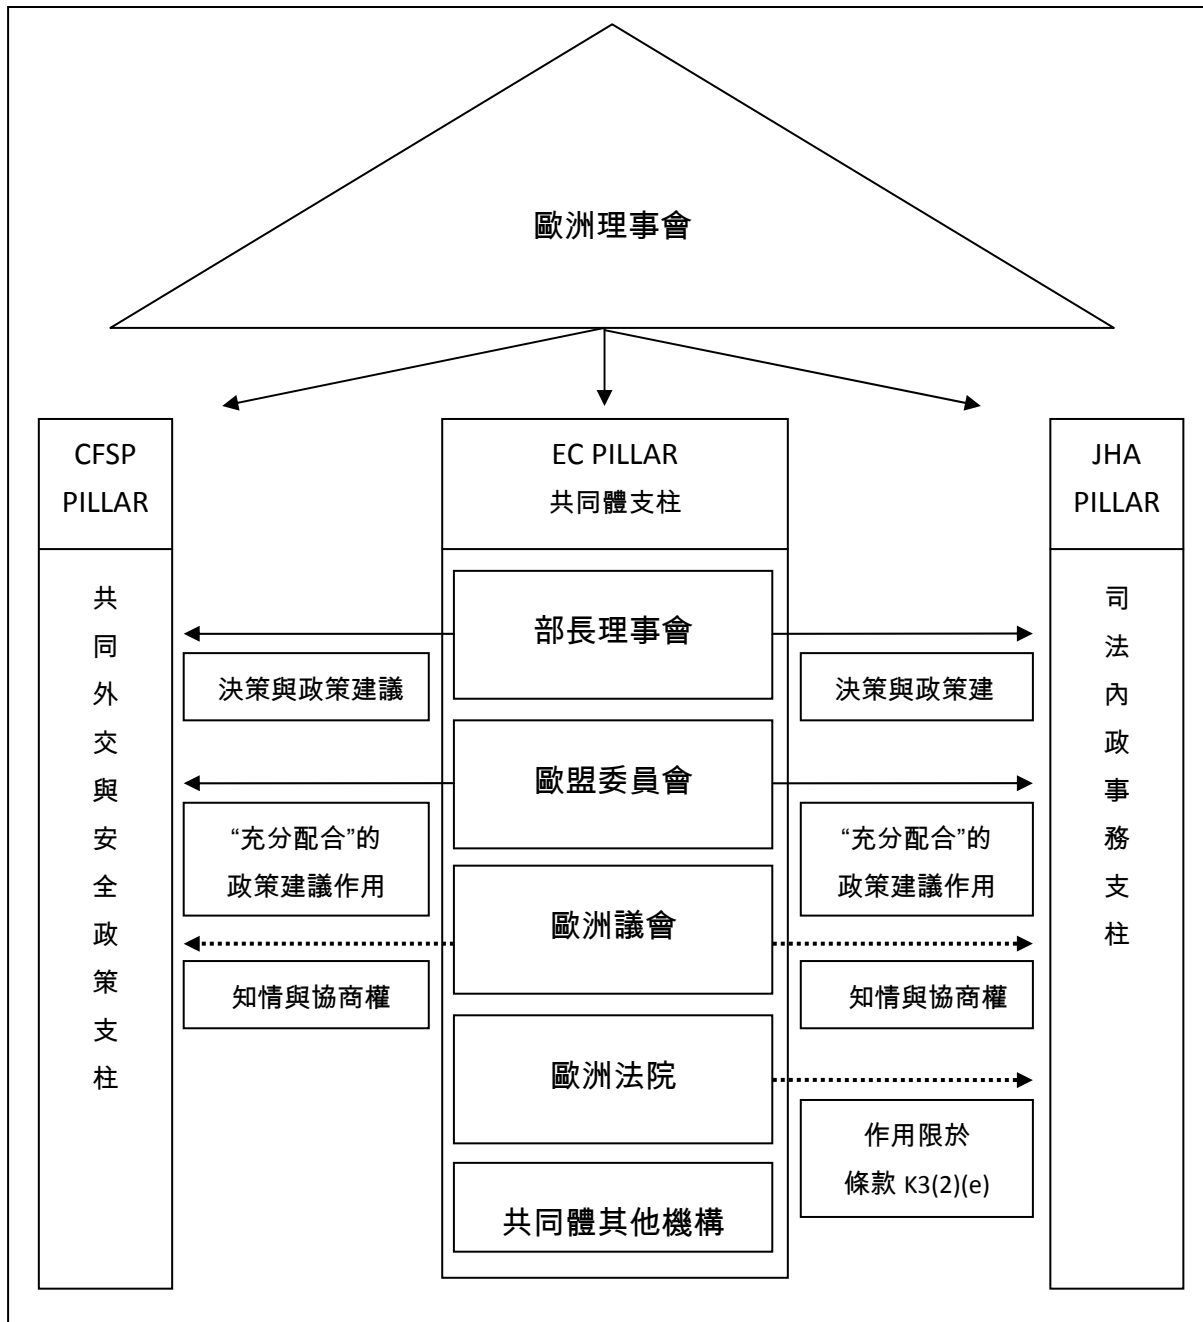 歐洲理事會
CFSP
PILLAR
EC PILLAR
共同體支柱
JHA
PILLAR
共同外交與安全政策支柱
部長理事會
決策與政策建議
決策與政策建
歐盟委員會
“充分配合”的
政策建議作用
“充分配合”的
政策建議作用
歐洲議會
知情與協商權
知情與協商權
歐洲法院
作用限於
條款 K3(2)(e)
共同體其他機構
司法內政事務支柱